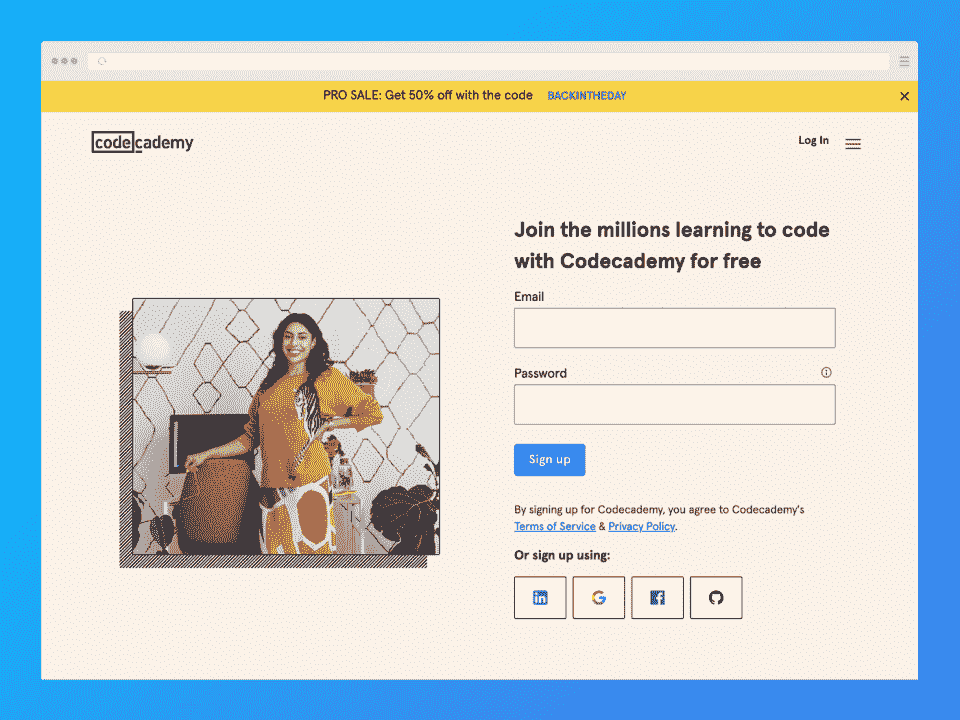 PRO SALE: Get 50% off with the code BACKINTHEDAY
codecademy
Log In
Join the millions learning to code
with Codecademy for free
Email
Password
Sign up
By signing up for Codecademy, you agree to Codecademy's
Terms of Service & Privacy Policy.
Or sign up using: